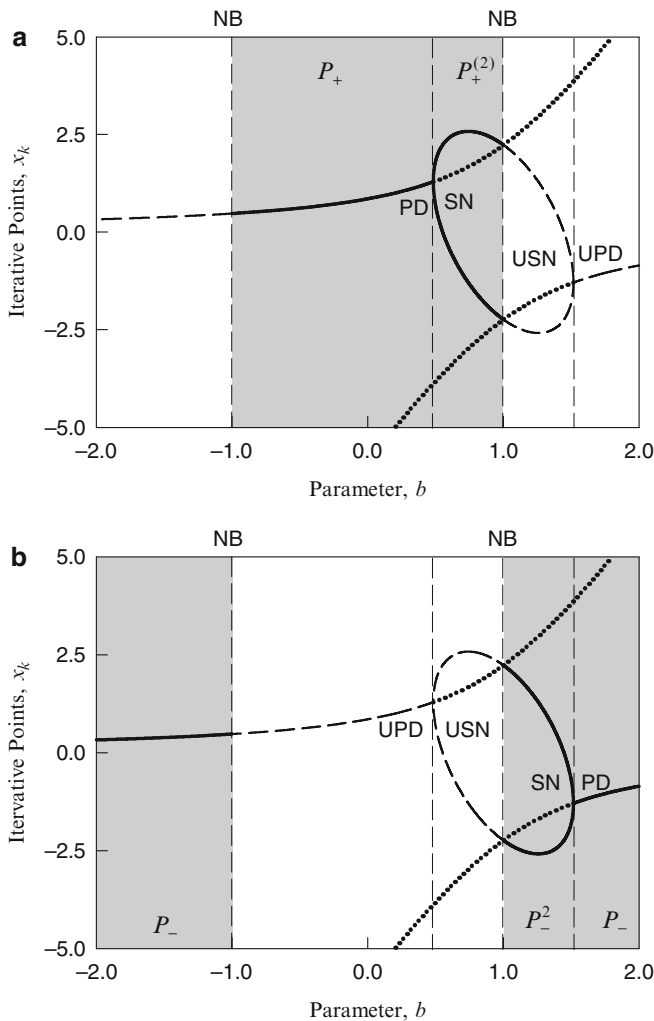 NB NB
a
5.0
P₊ P₊⁽²⁾
2.5
PD SN
0.0
USN UPD
−2.5
−5.0
−2.0 −1.0 0.0 1.0 2.0
Iterative Points, xₖ
Parameter, b
NB NB
b
5.0
2.5
UPD USN
0.0
SN PD
−2.5
P₋ P₋² P₋
−5.0
−2.0 −1.0 0.0 1.0 2.0
Itervative Points, xₖ
Parameter, b